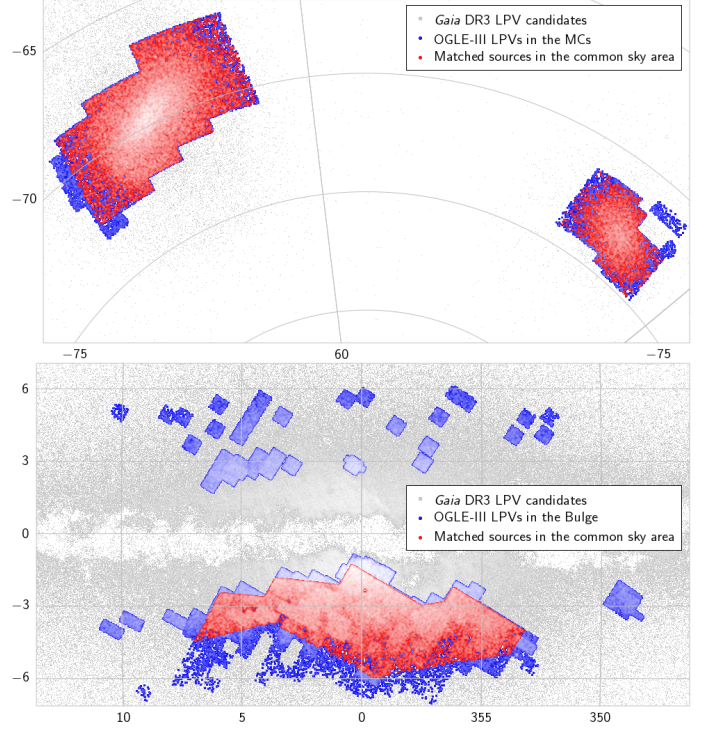 −65
Gaia DR3 LPV candidates
OGLE-III LPVs in the MCs
Matched sources in the common sky area
−70
−75 60 −75
6
3
Gaia DR3 LPV candidates
OGLE-III LPVs in the Bulge
Matched sources in the common sky area
0
−3
−6
10 5 0 355 350